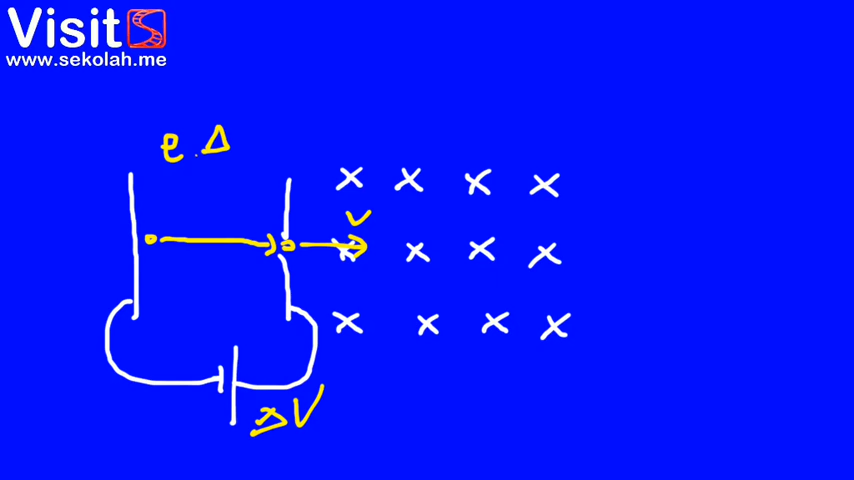 Visit S
www.sekolah.me
e.Δ
x x x x
v
x x x x
x x x x
ΔV